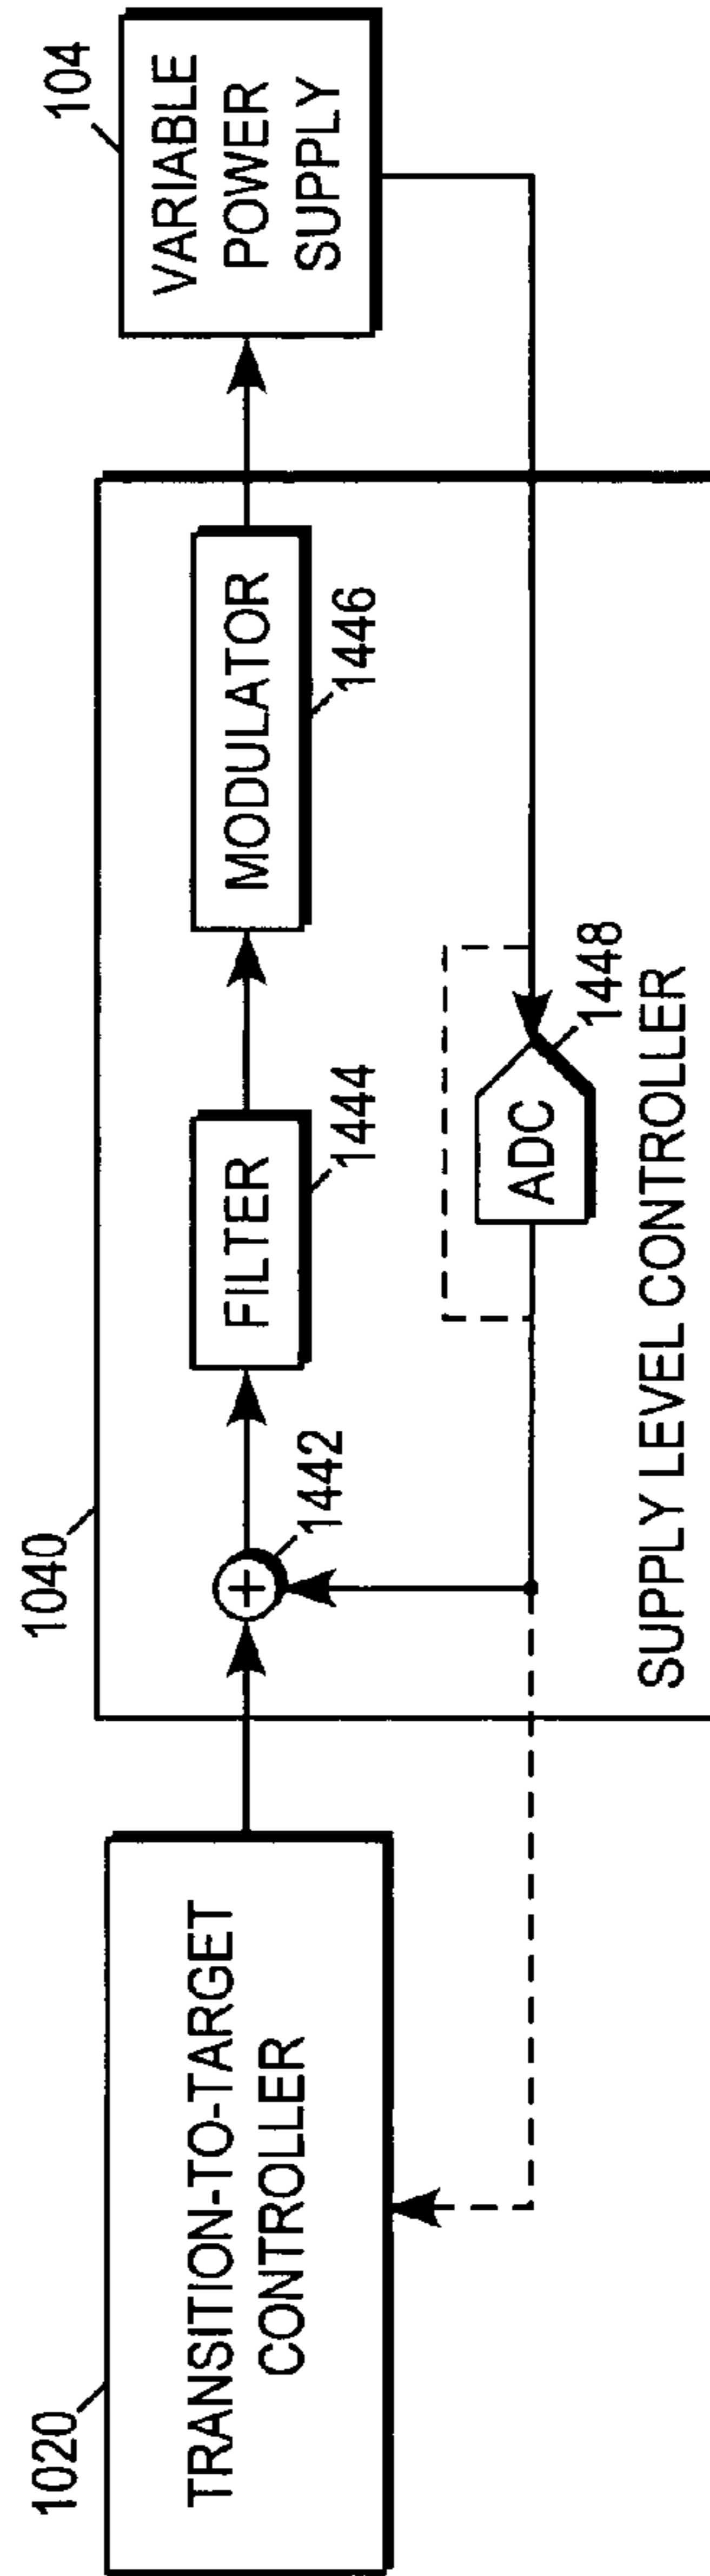 1020
TRANSITION-TO-TARGET
CONTROLLER
1040
+
1442
FILTER
1444
MODULATOR
1446
ADC
1448
SUPPLY LEVEL CONTROLLER
104
VARIABLE
POWER
SUPPLY